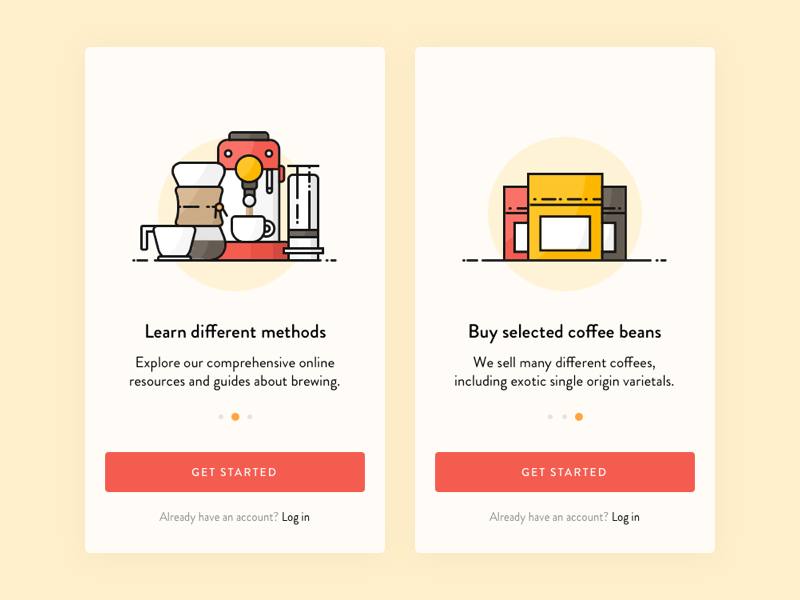 Learn different methods
Explore our comprehensive online
resources and guides about brewing.
GET STARTED
Already have an account? Log in
Buy selected coffee beans
We sell many different coffees,
including exotic single origin varietals.
GET STARTED
Already have an account? Log in